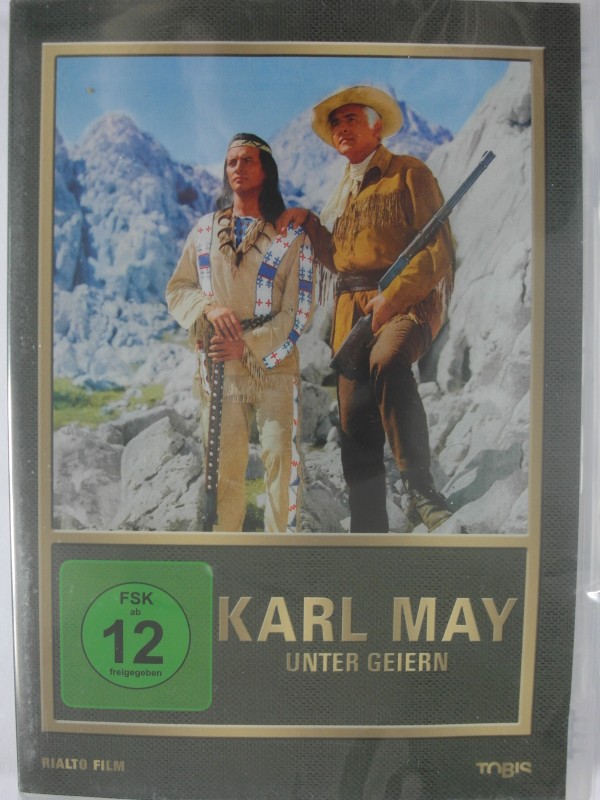 FSK
ab
12
freigegeben
KARL MAY
UNTER GEIERN
RIALTO FILM
TOBIS